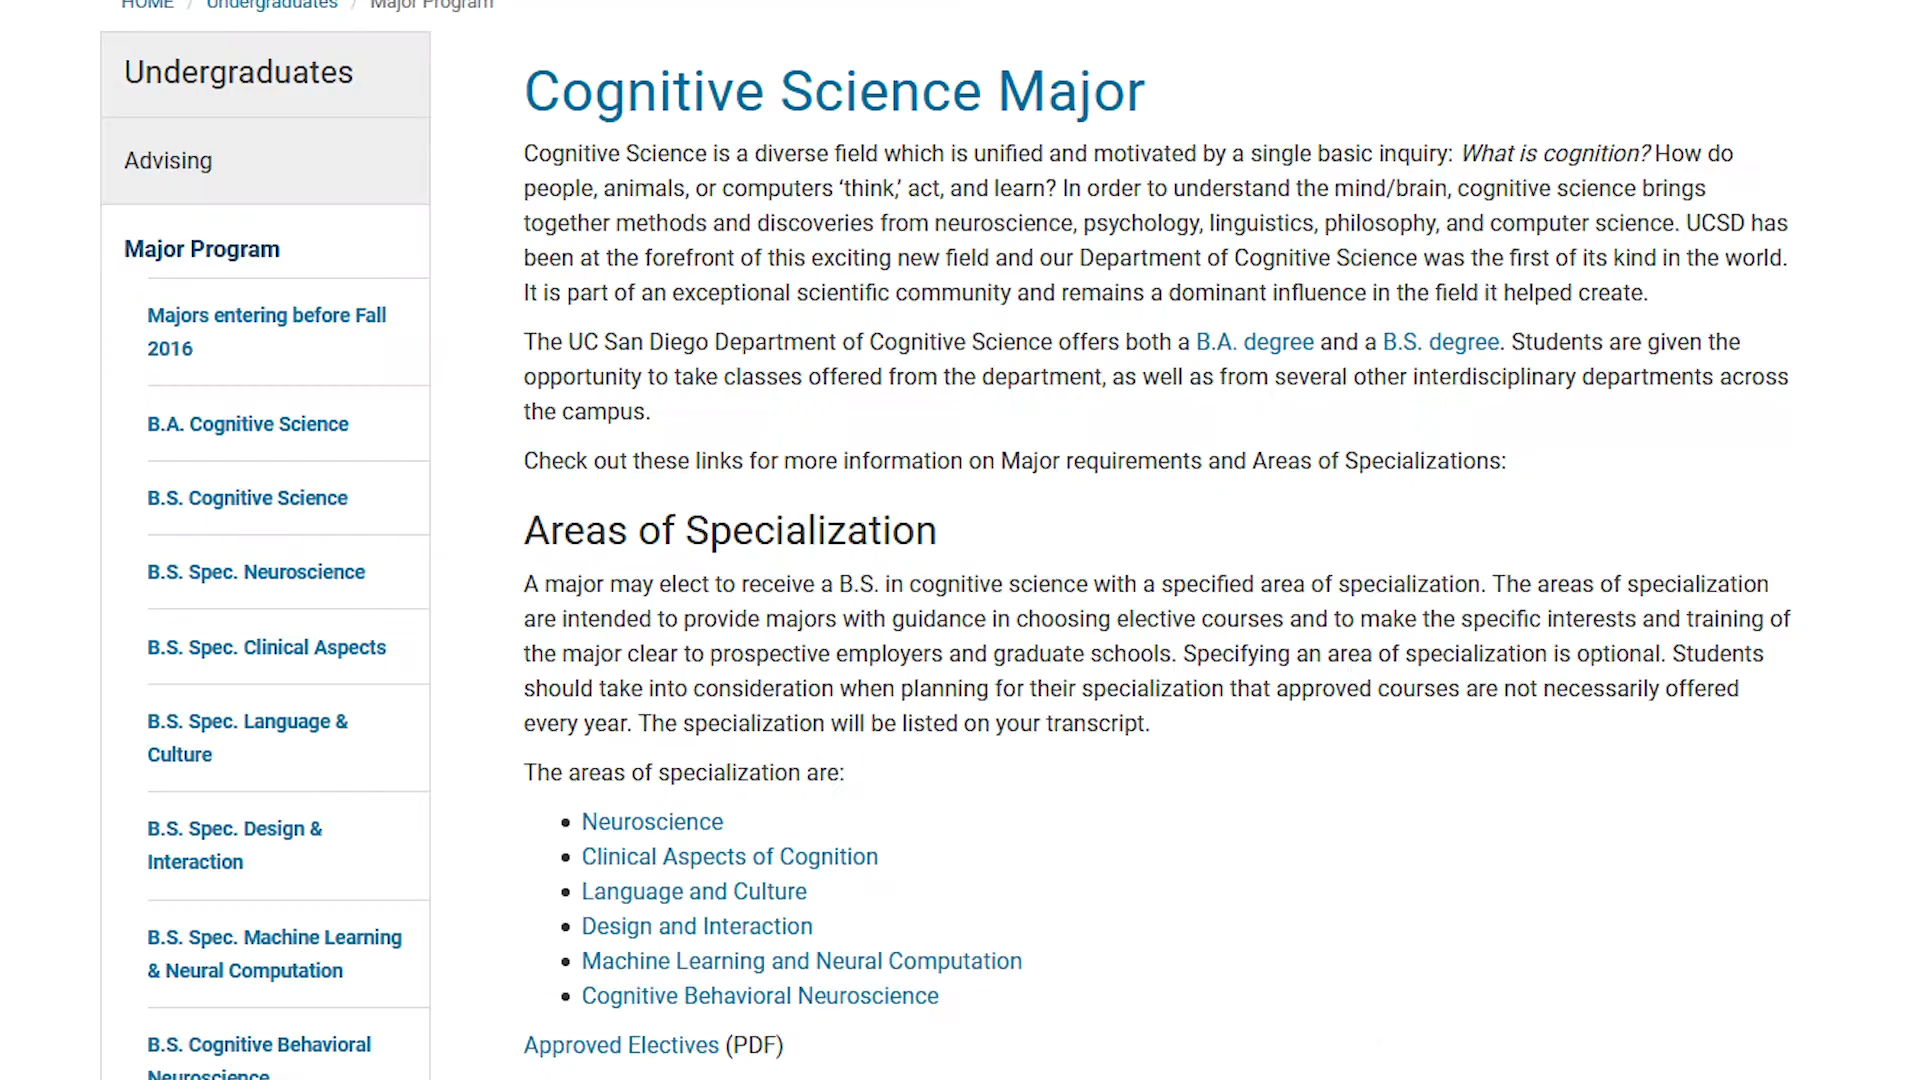 HOME / Undergraduates / Major Program
Undergraduates
Advising
Major Program
Majors entering before Fall
2016
B.A. Cognitive Science
B.S. Cognitive Science
B.S. Spec. Neuroscience
B.S. Spec. Clinical Aspects
B.S. Spec. Language &
Culture
B.S. Spec. Design &
Interaction
B.S. Spec. Machine Learning
& Neural Computation
B.S. Cognitive Behavioral
Neuroscience
Cognitive Science Major
Cognitive Science is a diverse field which is unified and motivated by a single basic inquiry: What is cognition? How do
people, animals, or computers ‘think,’ act, and learn? In order to understand the mind/brain, cognitive science brings
together methods and discoveries from neuroscience, psychology, linguistics, philosophy, and computer science. UCSD has
been at the forefront of this exciting new field and our Department of Cognitive Science was the first of its kind in the world.
It is part of an exceptional scientific community and remains a dominant influence in the field it helped create.
The UC San Diego Department of Cognitive Science offers both a B.A. degree and a B.S. degree. Students are given the
opportunity to take classes offered from the department, as well as from several other interdisciplinary departments across
the campus.
Check out these links for more information on Major requirements and Areas of Specializations:
Areas of Specialization
A major may elect to receive a B.S. in cognitive science with a specified area of specialization. The areas of specialization
are intended to provide majors with guidance in choosing elective courses and to make the specific interests and training of
the major clear to prospective employers and graduate schools. Specifying an area of specialization is optional. Students
should take into consideration when planning for their specialization that approved courses are not necessarily offered
every year. The specialization will be listed on your transcript.
The areas of specialization are:
• Neuroscience
• Clinical Aspects of Cognition
• Language and Culture
• Design and Interaction
• Machine Learning and Neural Computation
• Cognitive Behavioral Neuroscience
Approved Electives (PDF)